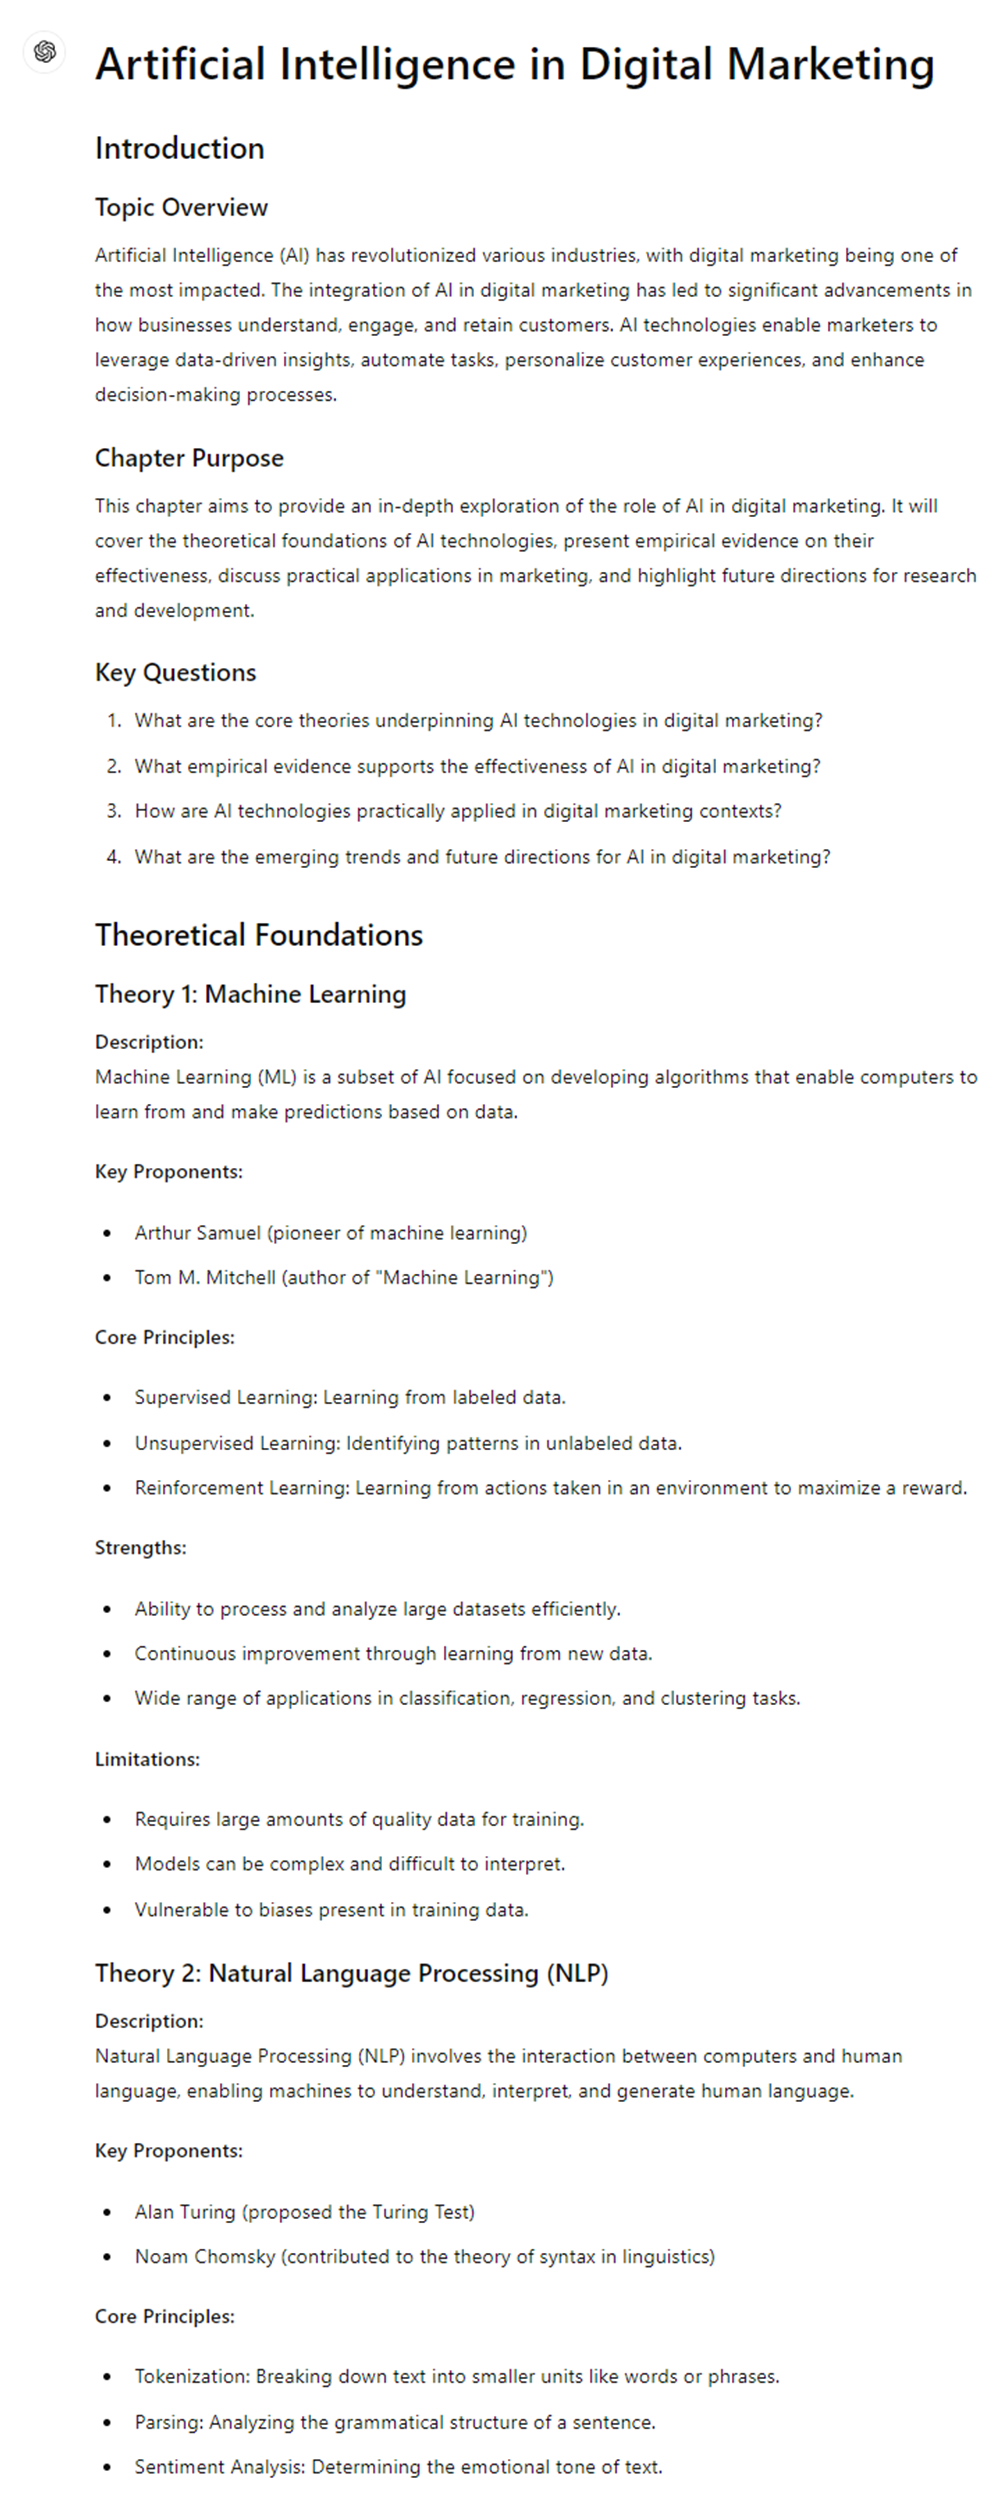 Artificial Intelligence in Digital Marketing
Introduction
Topic Overview
Artificial Intelligence (AI) has revolutionized various industries, with digital marketing being one of
the most impacted. The integration of AI in digital marketing has led to significant advancements in
how businesses understand, engage, and retain customers. AI technologies enable marketers to
leverage data-driven insights, automate tasks, personalize customer experiences, and enhance
decision-making processes.
Chapter Purpose
This chapter aims to provide an in-depth exploration of the role of AI in digital marketing. It will
cover the theoretical foundations of AI technologies, present empirical evidence on their
effectiveness, discuss practical applications in marketing, and highlight future directions for research
and development.
Key Questions
1. What are the core theories underpinning AI technologies in digital marketing?
2. What empirical evidence supports the effectiveness of AI in digital marketing?
3. How are AI technologies practically applied in digital marketing contexts?
4. What are the emerging trends and future directions for AI in digital marketing?
Theoretical Foundations
Theory 1: Machine Learning
Description:
Machine Learning (ML) is a subset of AI focused on developing algorithms that enable computers to
learn from and make predictions based on data.
Key Proponents:
• Arthur Samuel (pioneer of machine learning)
• Tom M. Mitchell (author of "Machine Learning")
Core Principles:
• Supervised Learning: Learning from labeled data.
• Unsupervised Learning: Identifying patterns in unlabeled data.
• Reinforcement Learning: Learning from actions taken in an environment to maximize a reward.
Strengths:
• Ability to process and analyze large datasets efficiently.
• Continuous improvement through learning from new data.
• Wide range of applications in classification, regression, and clustering tasks.
Limitations:
• Requires large amounts of quality data for training.
• Models can be complex and difficult to interpret.
• Vulnerable to biases present in training data.
Theory 2: Natural Language Processing (NLP)
Description:
Natural Language Processing (NLP) involves the interaction between computers and human
language, enabling machines to understand, interpret, and generate human language.
Key Proponents:
• Alan Turing (proposed the Turing Test)
• Noam Chomsky (contributed to the theory of syntax in linguistics)
Core Principles:
• Tokenization: Breaking down text into smaller units like words or phrases.
• Parsing: Analyzing the grammatical structure of a sentence.
• Sentiment Analysis: Determining the emotional tone of text.